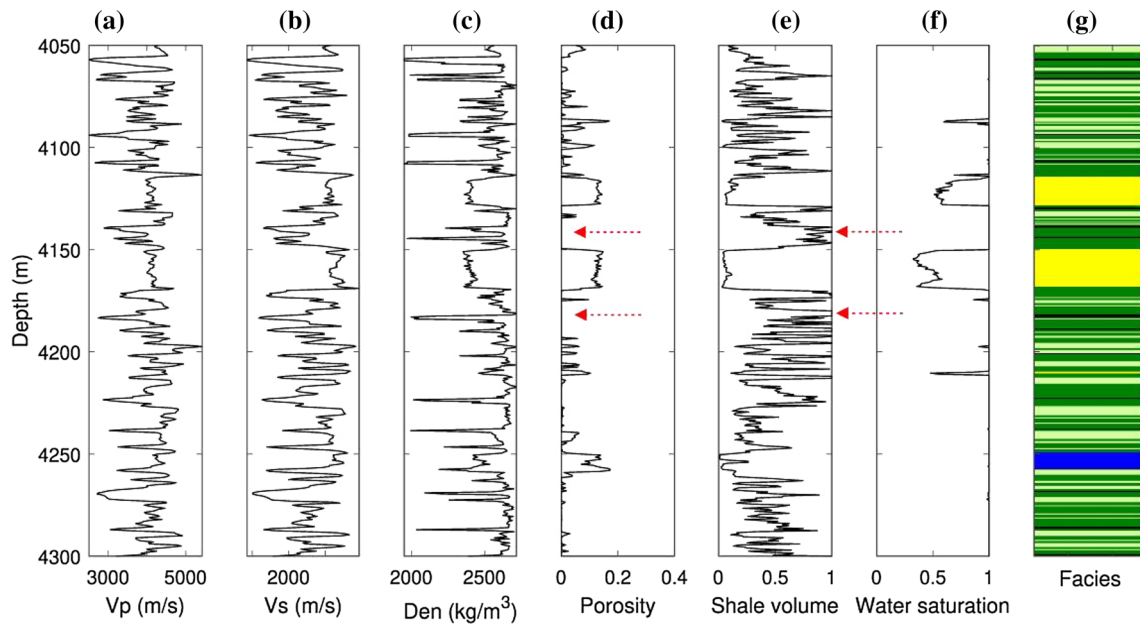 (a) (b) (c) (d) (e) (f) (g)
4050
4100
4150
4200
4250
4300
Depth (m)
3000 5000 2000 2000 2500 0 0.2 0.4 0 0.5 1 0 0.5 1
Vp (m/s) Vs (m/s) Den (kg/m³) Porosity Shale volume Water saturation Facies